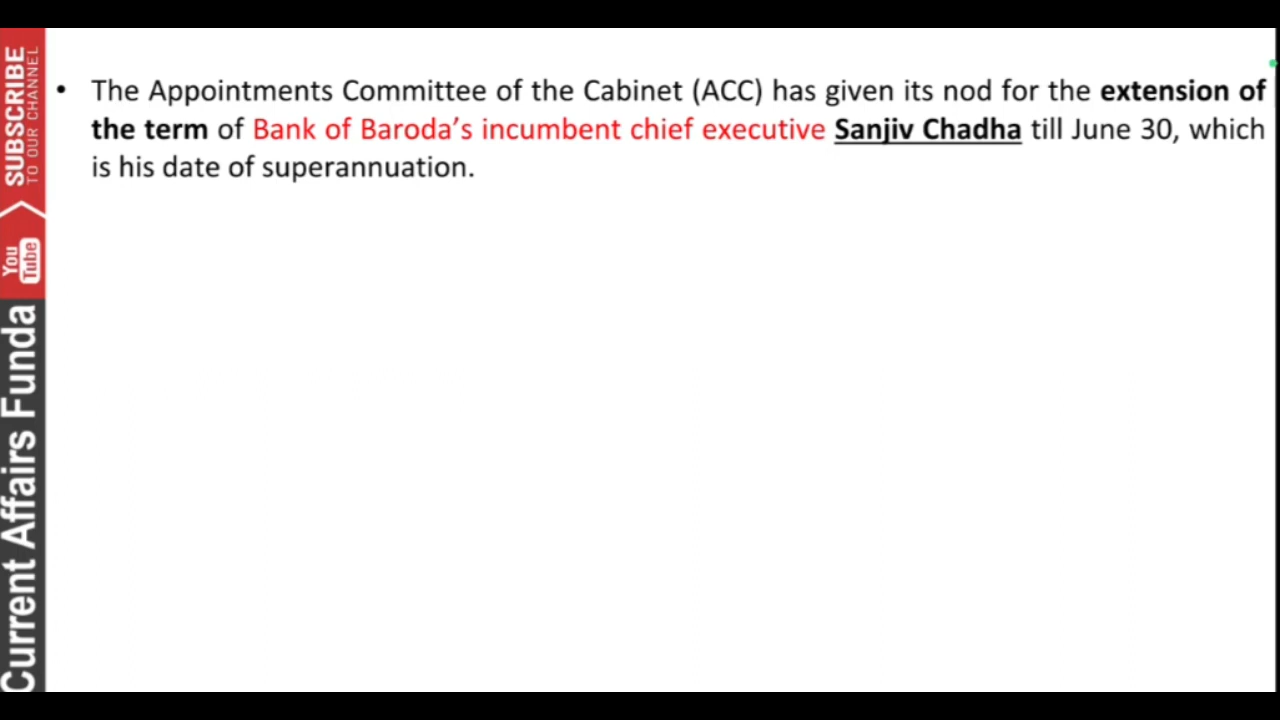 • The Appointments Committee of the Cabinet (ACC) has given its nod for the extension of
the term of Bank of Baroda’s incumbent chief executive Sanjiv Chadha till June 30, which
is his date of superannuation.
SUBSCRIBE
TO OUR CHANNEL
You
Tube
Current Affairs Funda